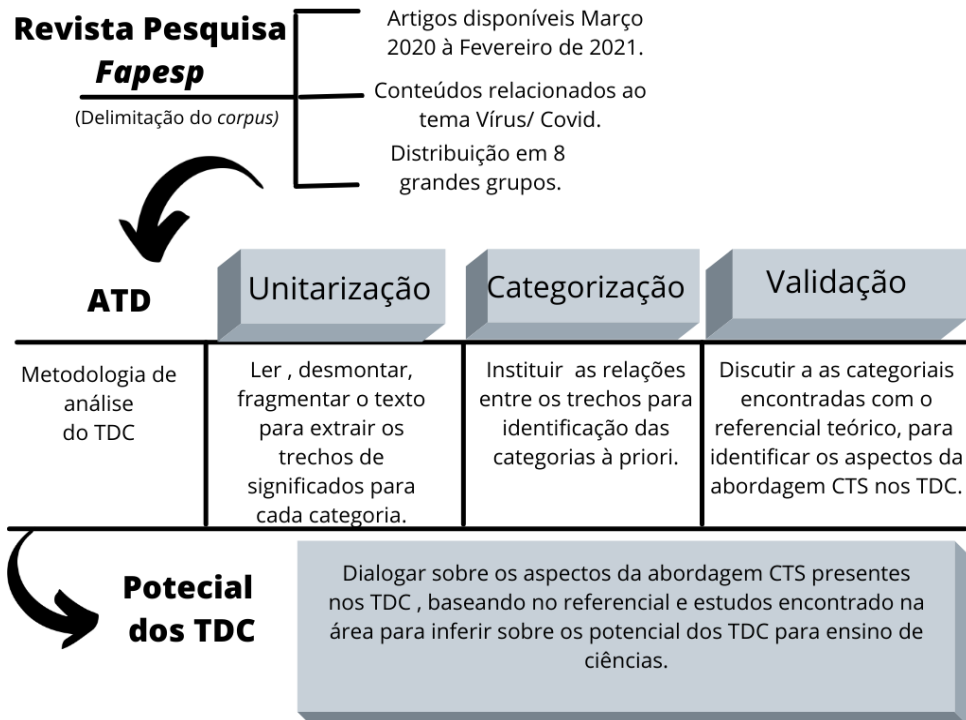 Revista Pesquisa
Fapesp
(Delimitação do corpus)
Artigos disponíveis Março
2020 à Fevereiro de 2021.
Conteúdos relacionados ao
tema Vírus/ Covid.
Distribuição em 8
grandes grupos.
ATD
Unitarização
Categorização
Validação
Metodologia de
análise
do TDC
Ler , desmontar,
fragmentar o texto
para extrair os
trechos de
significados para
cada categoria.
Instituir as relações
entre os trechos para
identificação das
categorias à priori.
Discutir a as categoriais
encontradas com o
referencial teórico, para
identificar os aspectos da
abordagem CTS nos TDC.
Potecial
dos TDC
Dialogar sobre os aspectos da abordagem CTS presentes
nos TDC , baseando no referencial e estudos encontrado na
área para inferir sobre os potencial dos TDC para ensino de
ciências.